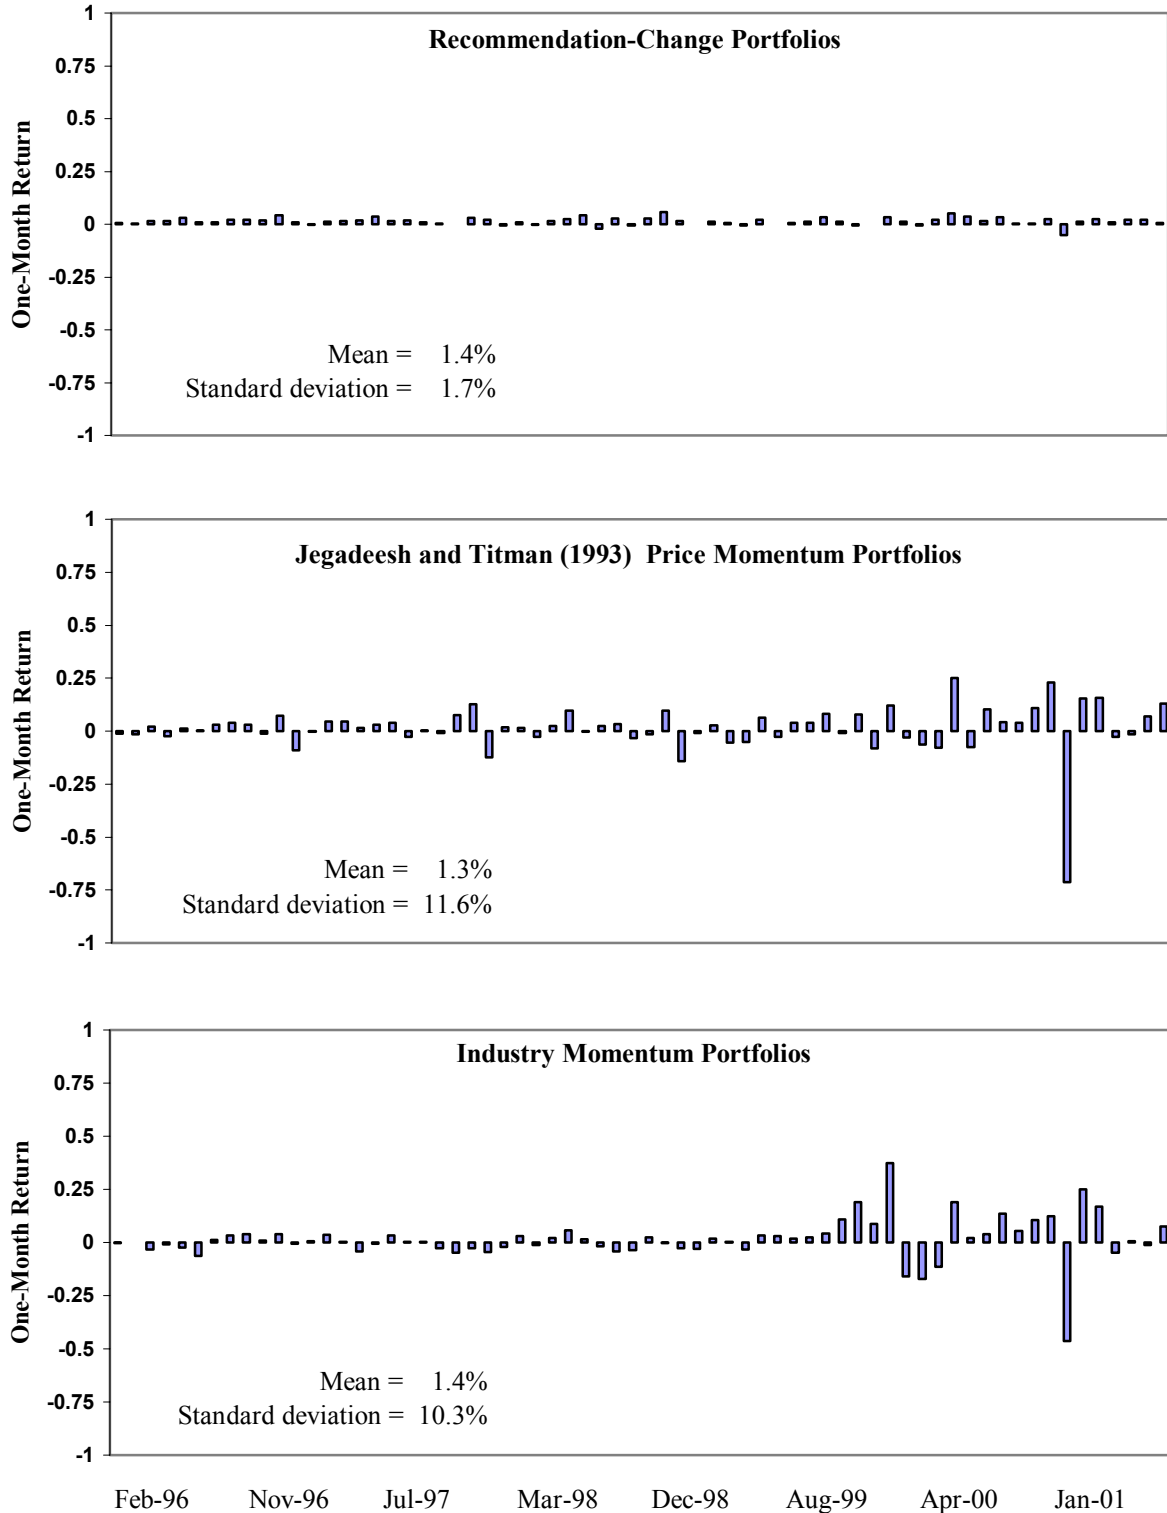 Recommendation-Change Portfolios
One-Month Return
1
0.75
0.5
0.25
0
-0.25
-0.5
-0.75
-1
Mean = 1.4%
Standard deviation = 1.7%
Jegadeesh and Titman (1993) Price Momentum Portfolios
One-Month Return
1
0.75
0.5
0.25
0
-0.25
-0.5
-0.75
-1
Mean = 1.3%
Standard deviation = 11.6%
Industry Momentum Portfolios
One-Month Return
1
0.75
0.5
0.25
0
-0.25
-0.5
-0.75
-1
Mean = 1.4%
Standard deviation = 10.3%
Feb-96 Nov-96 Jul-97 Mar-98 Dec-98 Aug-99 Apr-00 Jan-01